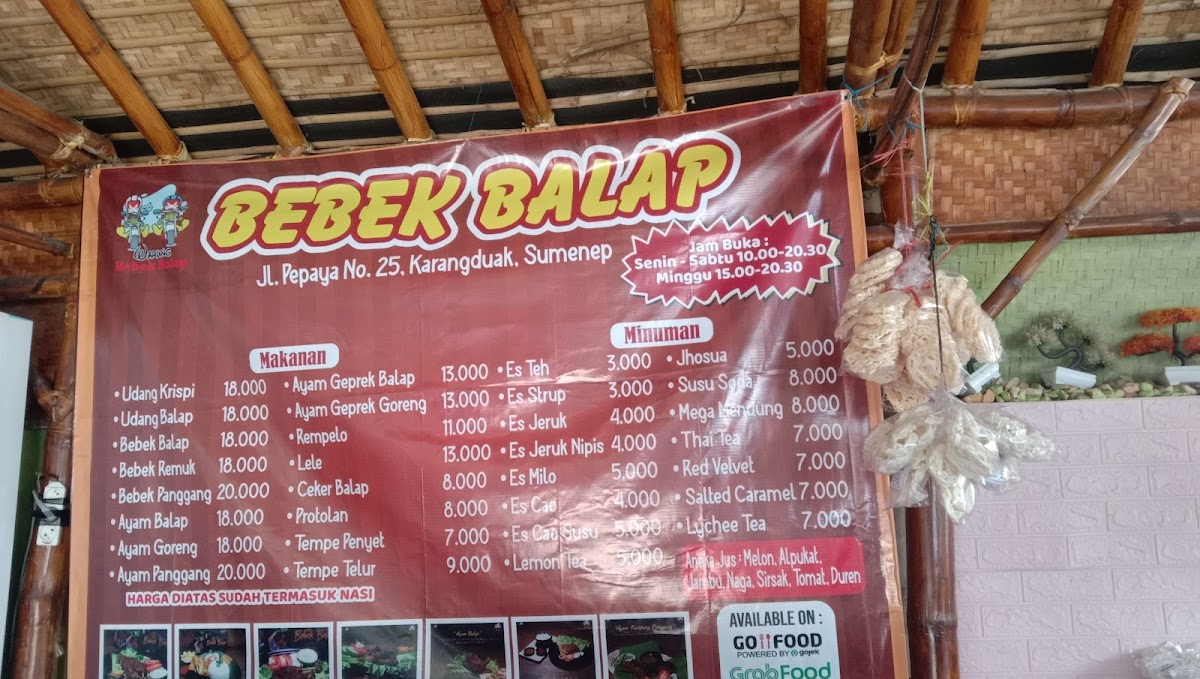 BEBEK BALAP
Warung
Bebek Balap
Jl. Pepaya No. 25, Karangduak, Sumenep
Jam Buka :
Senin - Sabtu 10.00-20.30
Minggu 15.00-20.30
Makanan
• Udang Krispi 18.000
• Udang Balap 18.000
• Bebek Balap 18.000
• Bebek Remuk 18.000
• Bebek Panggang 20.000
• Ayam Balap 18.000
• Ayam Goreng 18.000
• Ayam Panggang 20.000
• Ayam Geprek Balap 13.000
• Ayam Geprek Goreng 13.000
• Rempelo 11.000
• Lele 13.000
• Ceker Balap 8.000
• Protolan 8.000
• Tempe Penyet 7.000
• Tempe Telur 9.000
HARGA DIATAS SUDAH TERMASUK NASI
Minuman
• Es Teh 3.000
• Es Strup 3.000
• Es Jeruk 4.000
• Es Jeruk Nipis 4.000
• Es Milo 5.000
• Es Cao 4.000
• Es Cao Susu 5.000
• Lemon Tea 5.000
• Jhosua 5.000
• Susu Soda 8.000
• Mega Mendung 8.000
• Thai Tea 7.000
• Red Velvet 7.000
• Salted Caramel 7.000
• Lychee Tea 7.000
Aneka Jus : Melon, Alpukat,
Jambu, Naga, Sirsak, Tomat, Duren
AVAILABLE ON :
GO FOOD
POWERED BY gojek
GrabFood